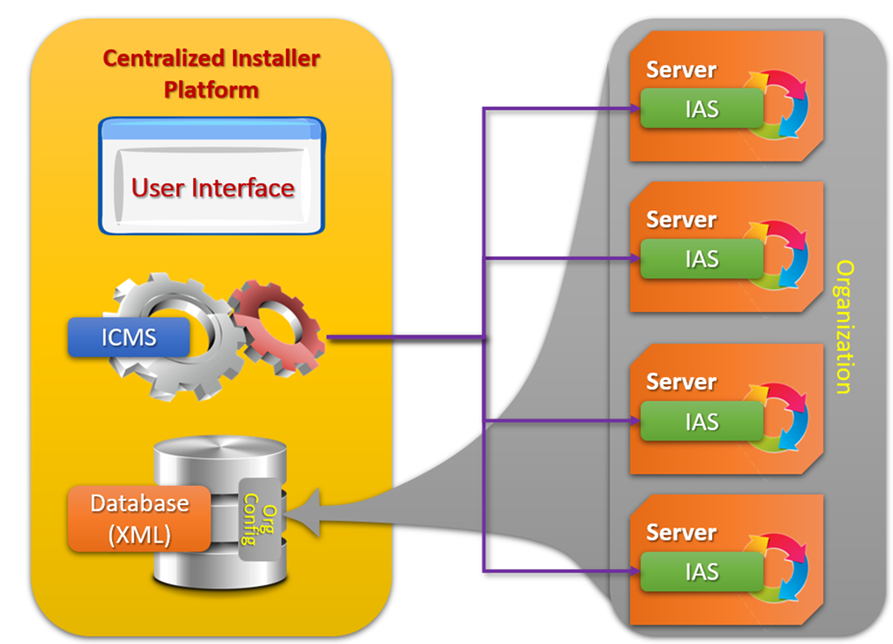 Centralized Installer
Platform
User Interface
ICMS
Database
(XML)
Org
Config
Server
IAS
Server
IAS
Server
IAS
Server
IAS
Organization